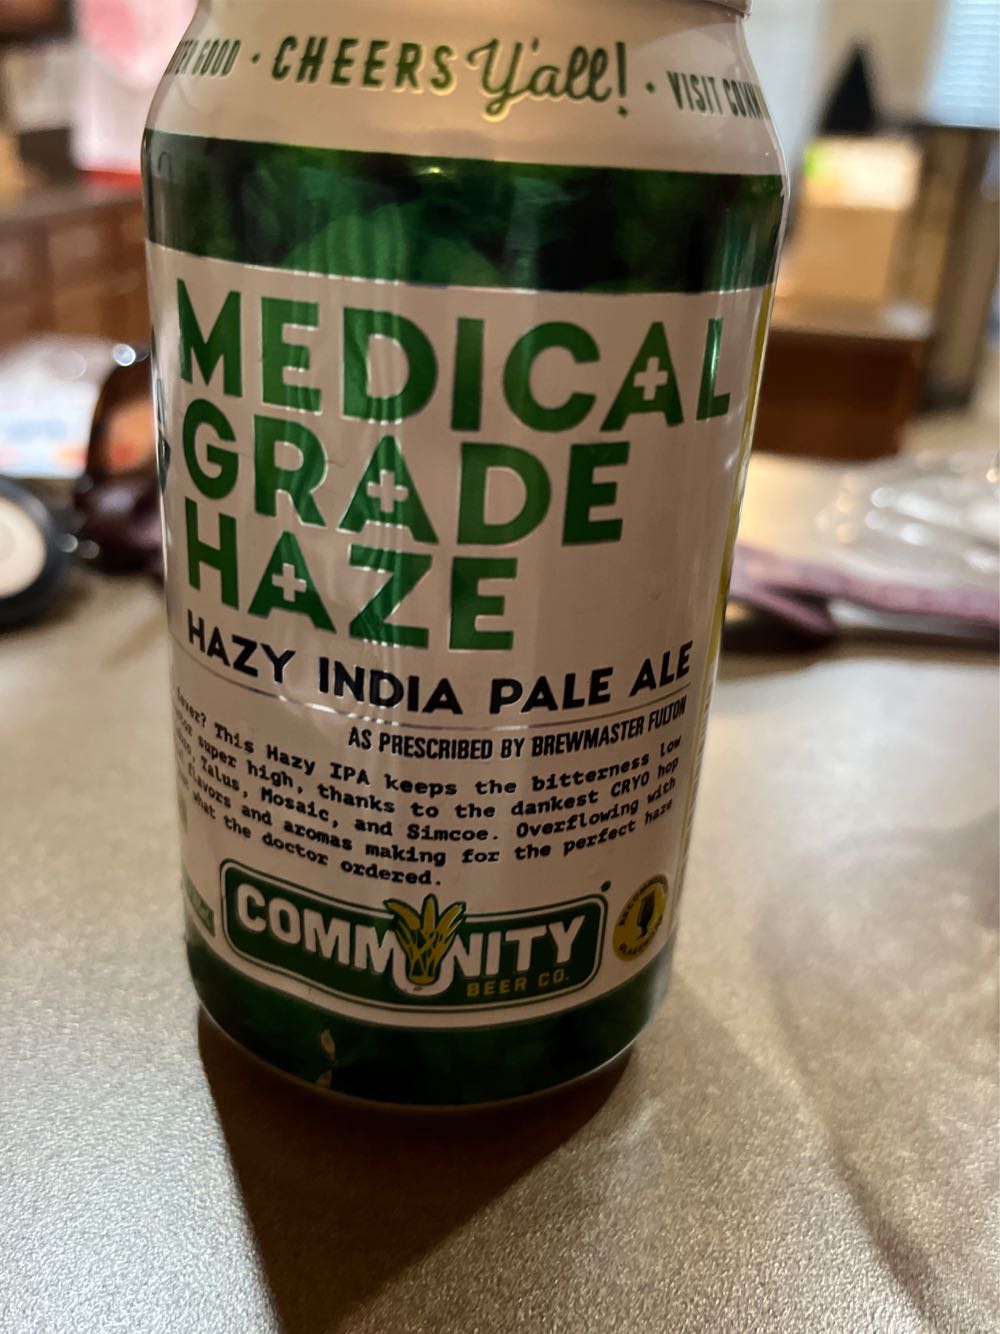 GOOD · CHEERS Y'all! · VISIT
MEDICAL
GRADE
HAZE
HAZY INDIA PALE ALE
AS PRESCRIBED BY BREWMASTER FULTON
This Hazy IPA keeps the bitterness low
super high, thanks to the dankest CRYO hop
Talus, Mosaic, and Simcoe. Overflowing with
flavors and aromas making for the perfect haze
what the doctor ordered.
COMMUNITY
BEER CO.